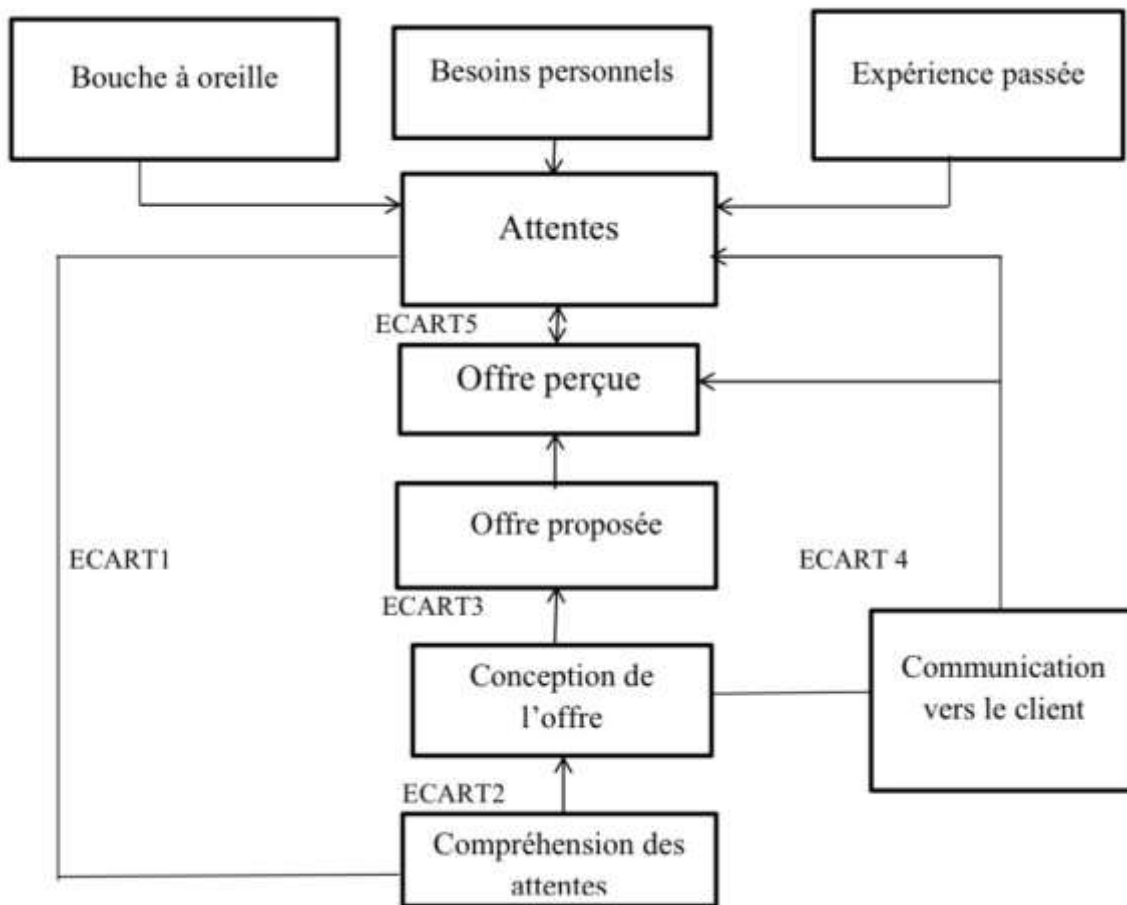 Bouche à oreille
Besoins personnels
Expérience passée
Attentes
ECART5
Offre perçue
Offre proposée
ECART1
ECART 4
ECART3
Conception de
l'offre
Communication
vers le client
ECART2
Compréhension des
attentes